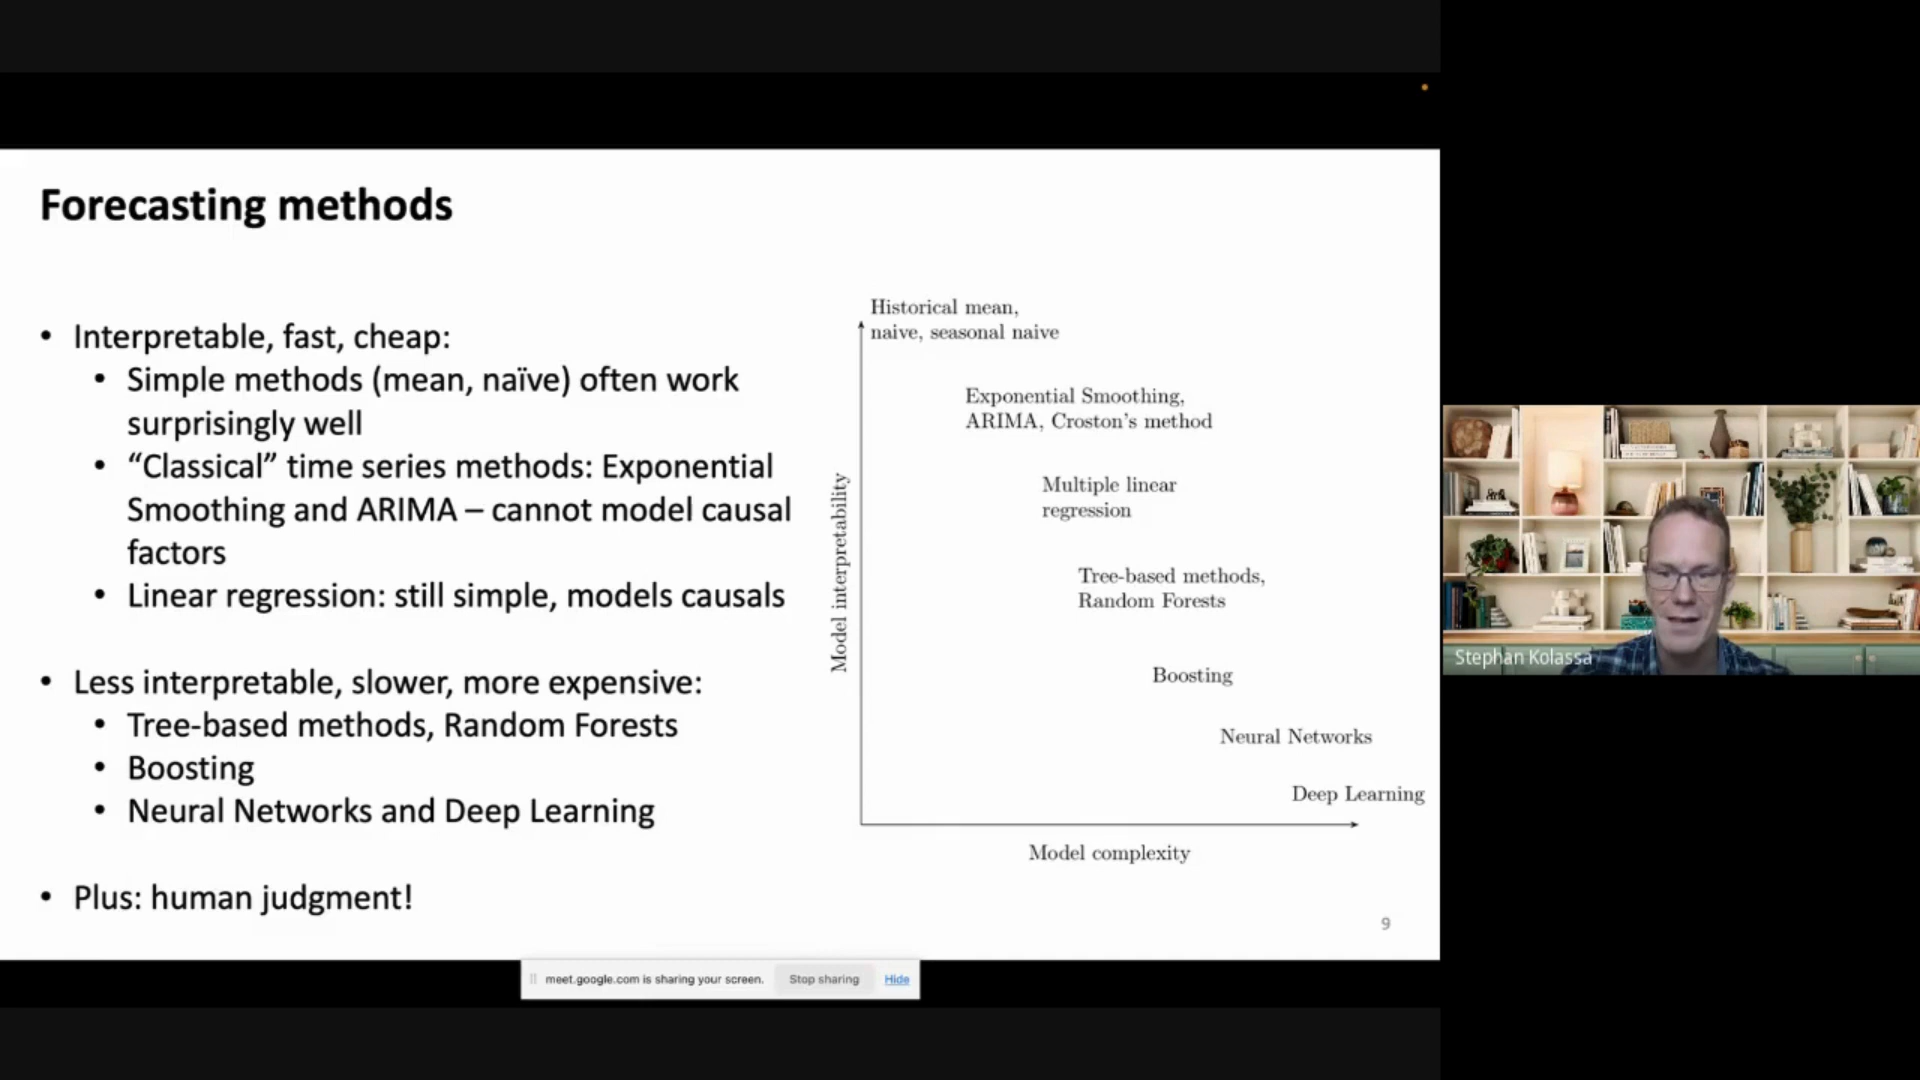 Forecasting methods
• Interpretable, fast, cheap:
• Simple methods (mean, naïve) often work
surprisingly well
• “Classical” time series methods: Exponential
Smoothing and ARIMA – cannot model causal
factors
• Linear regression: still simple, models causals
• Less interpretable, slower, more expensive:
• Tree-based methods, Random Forests
• Boosting
• Neural Networks and Deep Learning
• Plus: human judgment!
Historical mean,
naive, seasonal naive
Exponential Smoothing,
ARIMA, Croston's method
Multiple linear
regression
Tree-based methods,
Random Forests
Boosting
Neural Networks
Deep Learning
Model interpretability
Model complexity
9
Stephan Kolassa
meet.google.com is sharing your screen. Stop sharing Hide